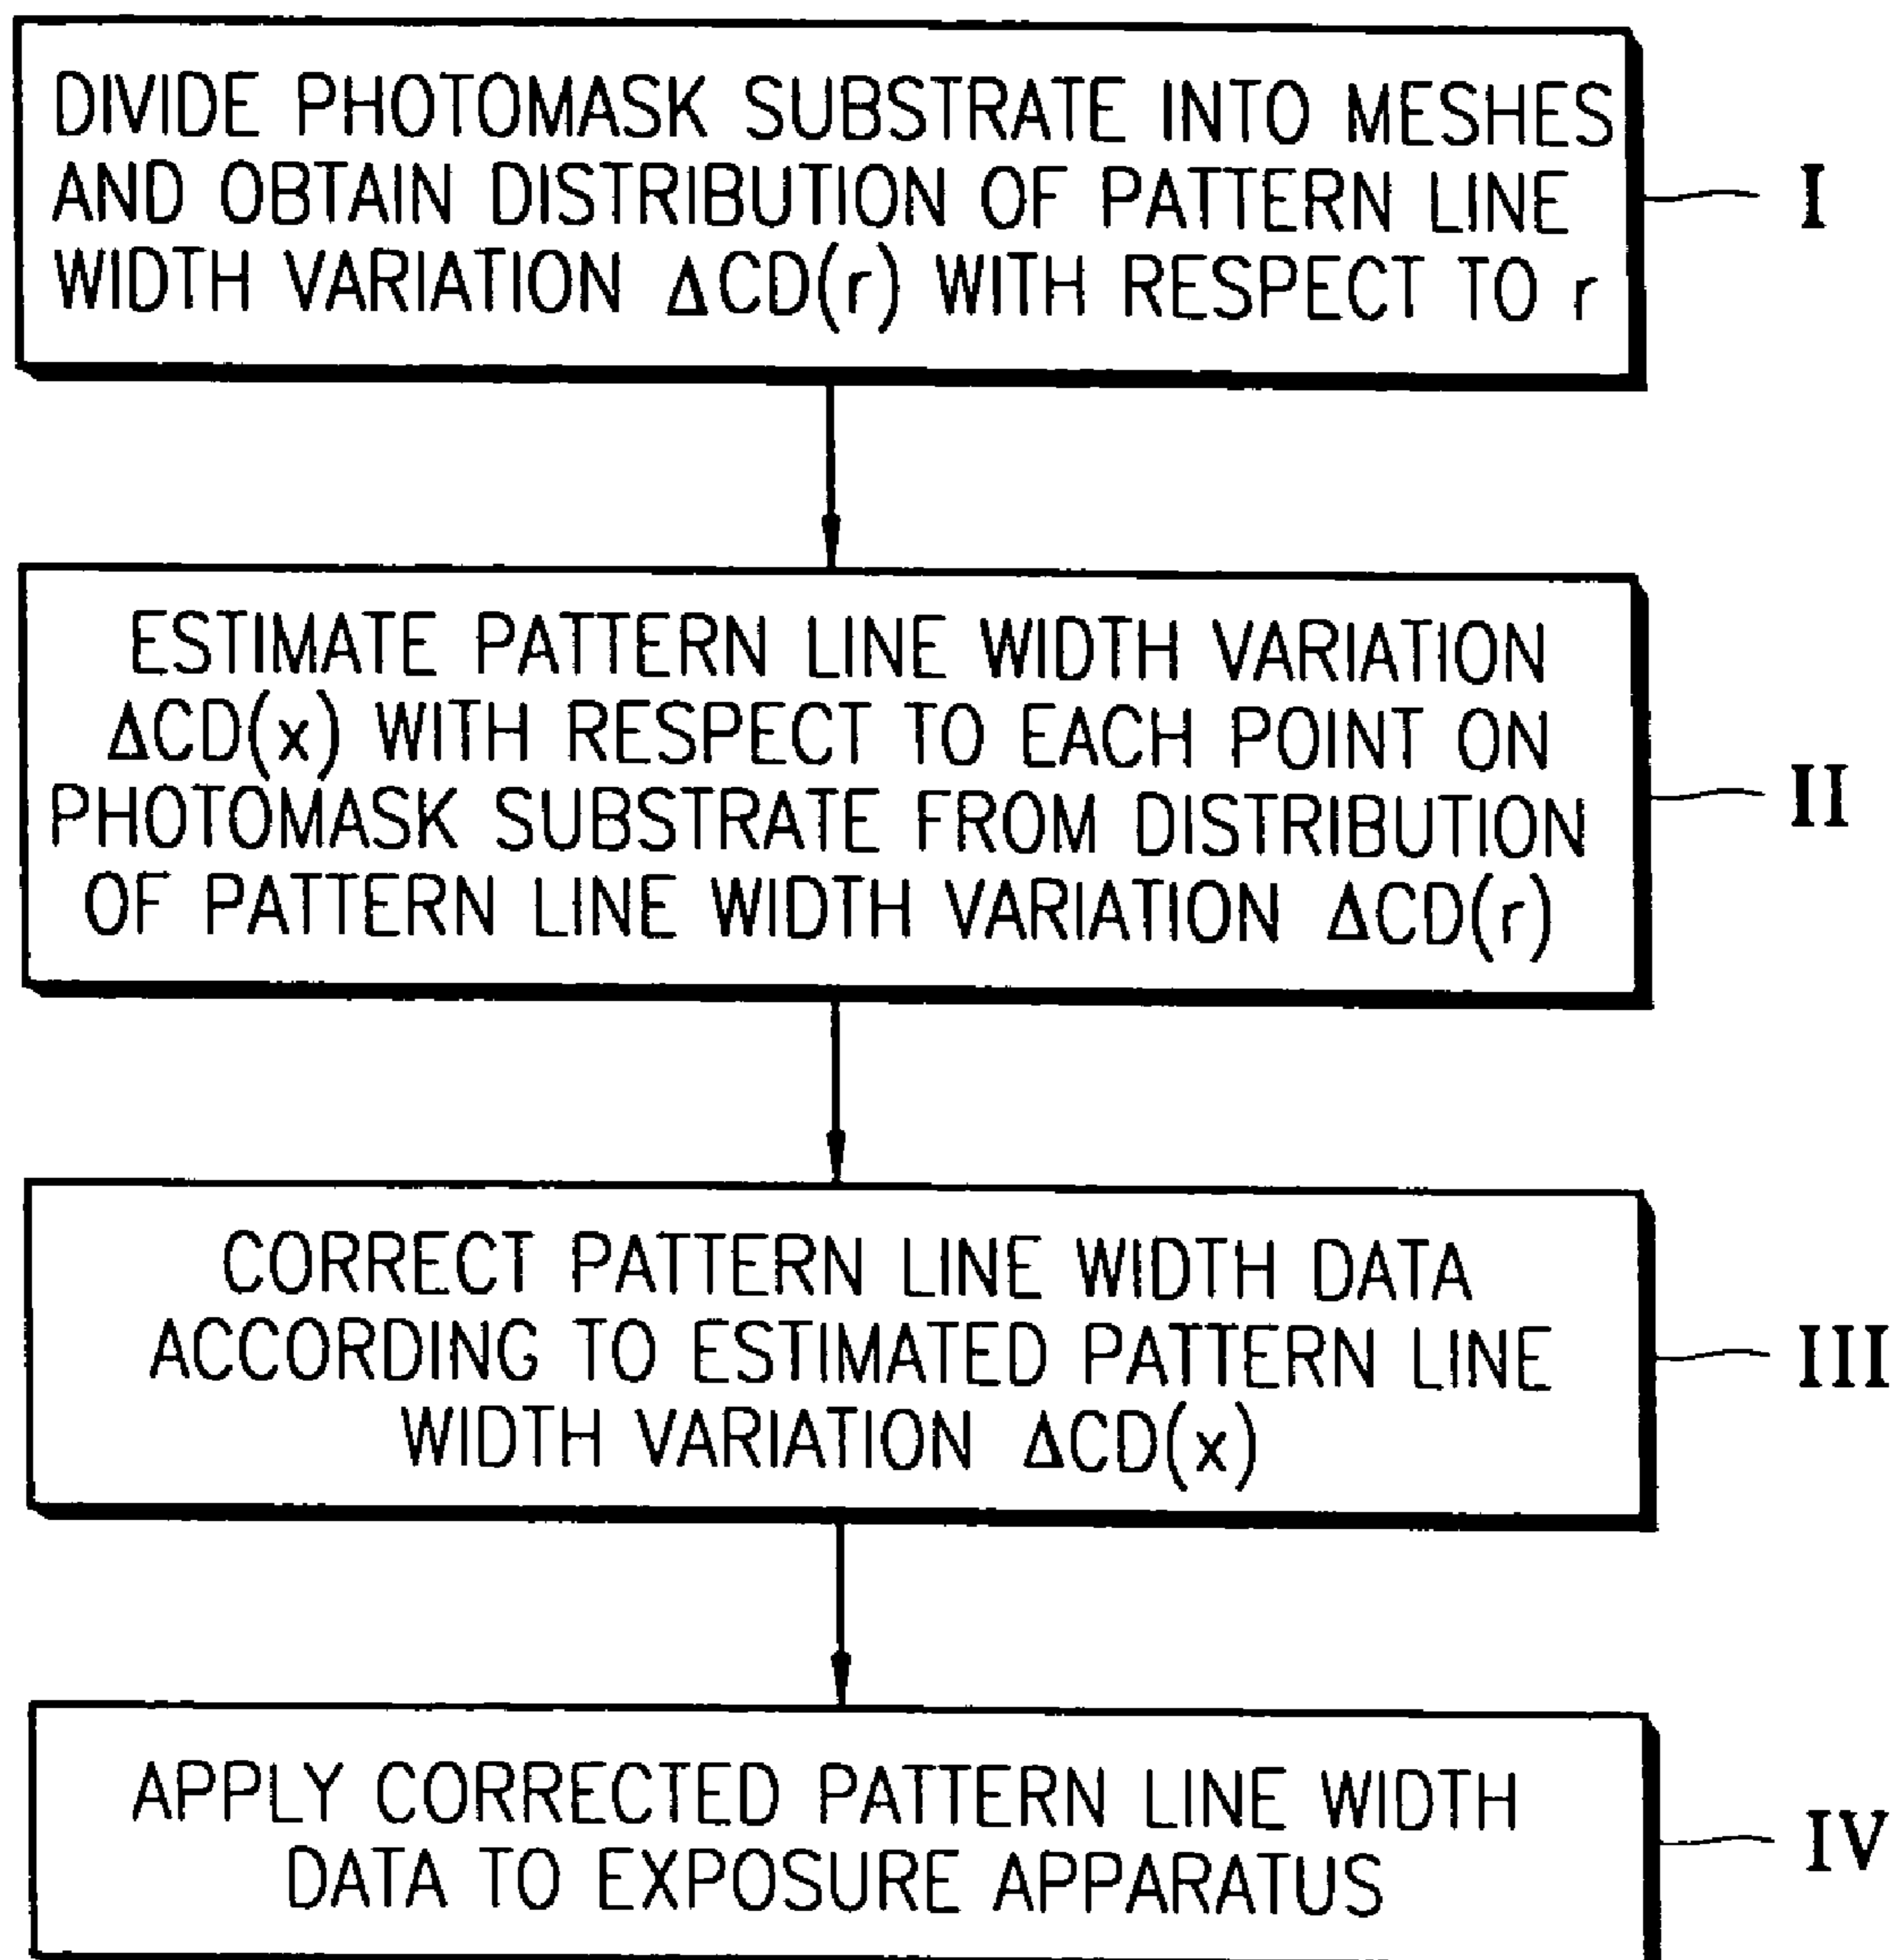 DIVIDE PHOTOMASK SUBSTRATE INTO MESHES
AND OBTAIN DISTRIBUTION OF PATTERN LINE
WIDTH VARIATION ΔCD(r) WITH RESPECT TO r
I
ESTIMATE PATTERN LINE WIDTH VARIATION
ΔCD(x) WITH RESPECT TO EACH POINT ON
PHOTOMASK SUBSTRATE FROM DISTRIBUTION
OF PATTERN LINE WIDTH VARIATION ΔCD(r)
II
CORRECT PATTERN LINE WIDTH DATA
ACCORDING TO ESTIMATED PATTERN LINE
WIDTH VARIATION ΔCD(x)
III
APPLY CORRECTED PATTERN LINE WIDTH
DATA TO EXPOSURE APPARATUS
IV